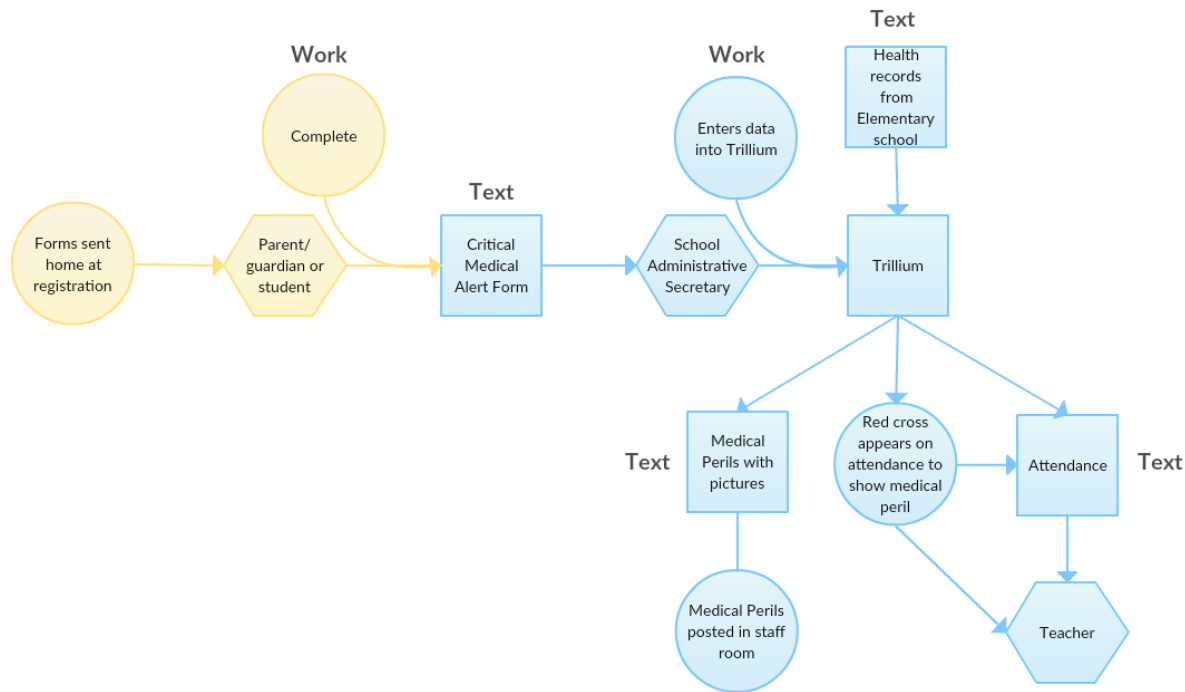 Text
Work
Work
Health
records
from
Elementary
school
Complete
Enters data
into Trillium
Text
Forms sent
home at
registration
Parent/
guardian or
student
Critical
Medical
Alert Form
School
Administrative
Secretary
Trillium
Text
Medical
Perils with
pictures
Red cross
appears on
attendance to
show medical
peril
Attendance
Text
Medical Perils
posted in staff
room
Teacher